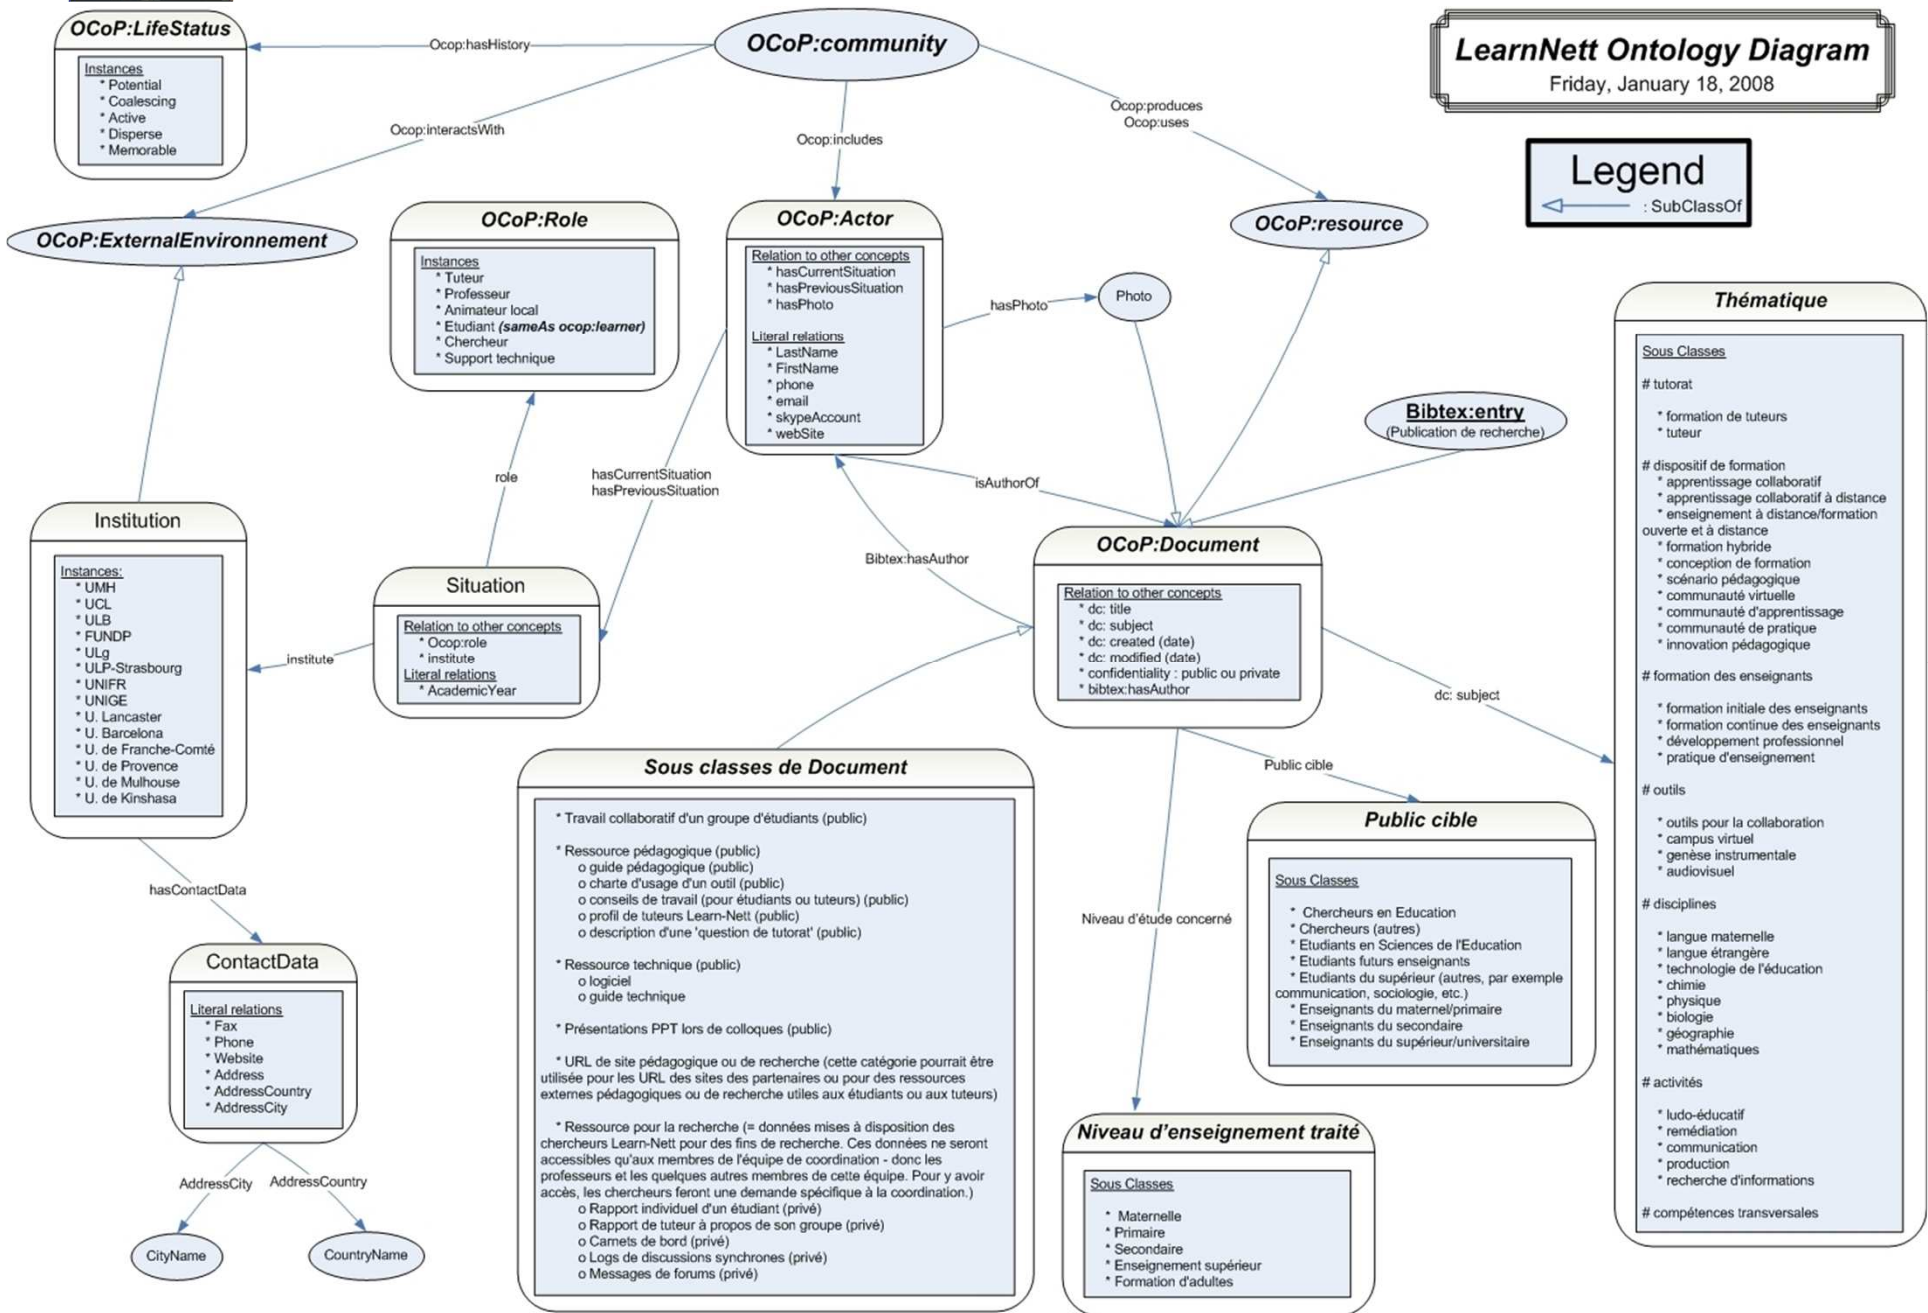 OCoP:LifeStatus
Instances
* Potential
* Coalescing
* Active
* Disperse
* Memorable
Ocop:hasHistory
OCoP:community
LearnNett Ontology Diagram
Friday, January 18, 2008
Legend
: SubClassOf
Ocop:interactsWith
Ocop:includes
Ocop:produces
Ocop:uses
OCoP:ExternalEnvironnement
OCoP:Role
Instances
* Tuteur
* Professeur
* Animateur local
* Etudiant (sameAs ocop:learner)
* Chercheur
* Support technique
OCoP:Actor
Relation to other concepts
* hasCurrentSituation
* hasPreviousSituation
* hasPhoto
Literal relations
* LastName
* FirstName
* phone
* email
* skypeAccount
* webSite
hasPhoto
Photo
OCoP:resource
Bibtex:entry
(Publication de recherche)
role
hasCurrentSituation
hasPreviousSituation
isAuthorOf
Bibtex:hasAuthor
Institution
Instances:
* UMH
* UCL
* ULB
* FUNDP
* ULg
* ULP-Strasbourg
* UNIFR
* UNIGE
* U. Lancaster
* U. Barcelona
* U. de Franche-Comté
* U. de Provence
* U. de Mulhouse
* U. de Kinshasa
institute
Situation
Relation to other concepts
* Ocop:role
* institute
Literal relations
* AcademicYear
OCoP:Document
Relation to other concepts
* dc: title
* dc: subject
* dc: created (date)
* dc: modified (date)
* confidentiality : public ou private
* bibtex:hasAuthor
dc: subject
Public cible
Niveau d'étude concerné
hasContactData
ContactData
Literal relations
* Fax
* Phone
* Website
* Address
* AddressCountry
* AddressCity
AddressCity
AddressCountry
CityName
CountryName
Sous classes de Document
* Travail collaboratif d'un groupe d'étudiants (public)
* Ressource pédagogique (public)
o guide pédagogique (public)
o charte d'usage d'un outil (public)
o conseils de travail (pour étudiants ou tuteurs) (public)
o profil de tuteurs Learn-Nett (public)
o description d'une 'question de tutorat' (public)
* Ressource technique (public)
o logiciel
o guide technique
* Présentations PPT lors de colloques (public)
* URL de site pédagogique ou de recherche (cette catégorie pourrait être
utilisée pour les URL des sites des partenaires ou pour des ressources
externes pédagogiques ou de recherche utiles aux étudiants ou aux tuteurs)
* Ressource pour la recherche (= données mises à disposition des
chercheurs Learn-Nett pour des fins de recherche. Ces données ne seront
accessibles qu'aux membres de l'équipe de coordination - donc les
professeurs et les quelques autres membres de cette équipe. Pour y avoir
accès, les chercheurs feront une demande spécifique à la coordination.)
o Rapport individuel d'un étudiant (privé)
o Rapport de tuteur à propos de son groupe (privé)
o Carnets de bord (privé)
o Logs de discussions synchrones (privé)
o Messages de forums (privé)
Public cible
Sous Classes
* Chercheurs en Education
* Chercheurs (autres)
* Etudiants en Sciences de l'Education
* Etudiants futurs enseignants
* Etudiants du supérieur (autres, par exemple
communication, sociologie, etc.)
* Enseignants du maternel/primaire
* Enseignants du secondaire
* Enseignants du supérieur/universitaire
Niveau d'enseignement traité
Sous Classes
* Maternelle
* Primaire
* Secondaire
* Enseignement supérieur
* Formation d'adultes
Thématique
Sous Classes
# tutorat
* formation de tuteurs
* tuteur
# dispositif de formation
* apprentissage collaboratif
* apprentissage collaboratif à distance
* enseignement à distance/formation
ouverte et à distance
* formation hybride
* conception de formation
* scénario pédagogique
* communauté virtuelle
* communauté d'apprentissage
* communauté de pratique
* innovation pédagogique
# formation des enseignants
* formation initiale des enseignants
* formation continue des enseignants
* développement professionnel
* pratique d'enseignement
# outils
* outils pour la collaboration
* campus virtuel
* genèse instrumentale
* audiovisuel
# disciplines
* langue maternelle
* langue étrangère
* technologie de l'éducation
* chimie
* physique
* biologie
* géographie
* mathématiques
# activités
* ludo-éducatif
* remédiation
* communication
* production
* recherche d'informations
# compétences transversales